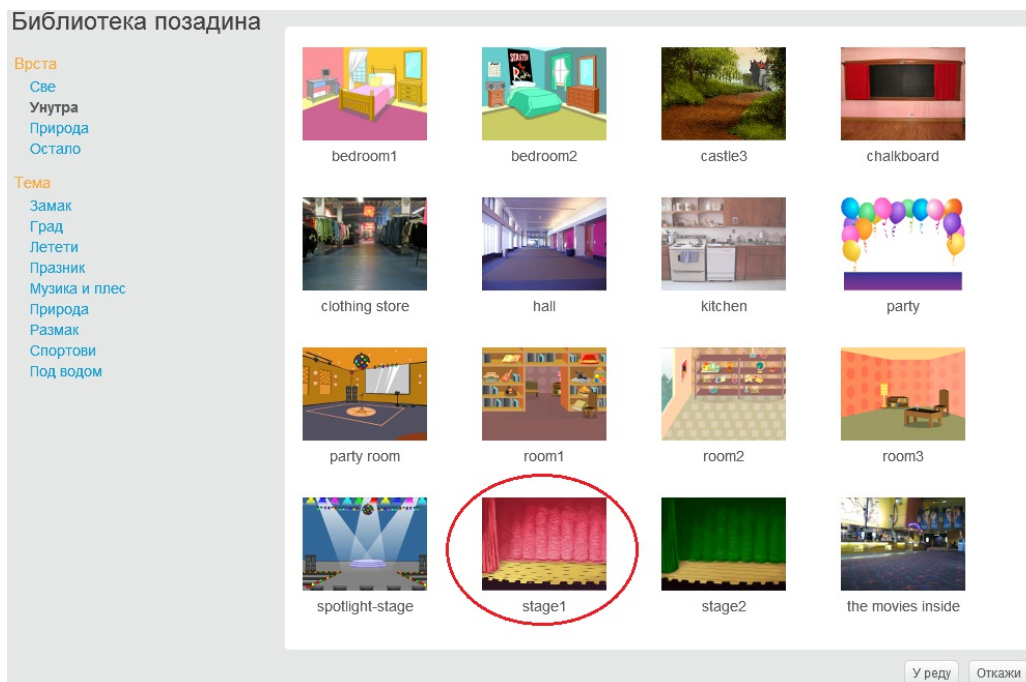 Библиотека позадина
Врста
Све
Унутра
Природа
Остало
Тема
Замак
Град
Летети
Празник
Музика и плес
Природа
Размак
Спортови
Под водом
bedroom1
bedroom2
castle3
chalkboard
clothing store
hall
kitchen
party
party room
room1
room2
room3
spotlight-stage
stage1
stage2
the movies inside
У реду
Откажи